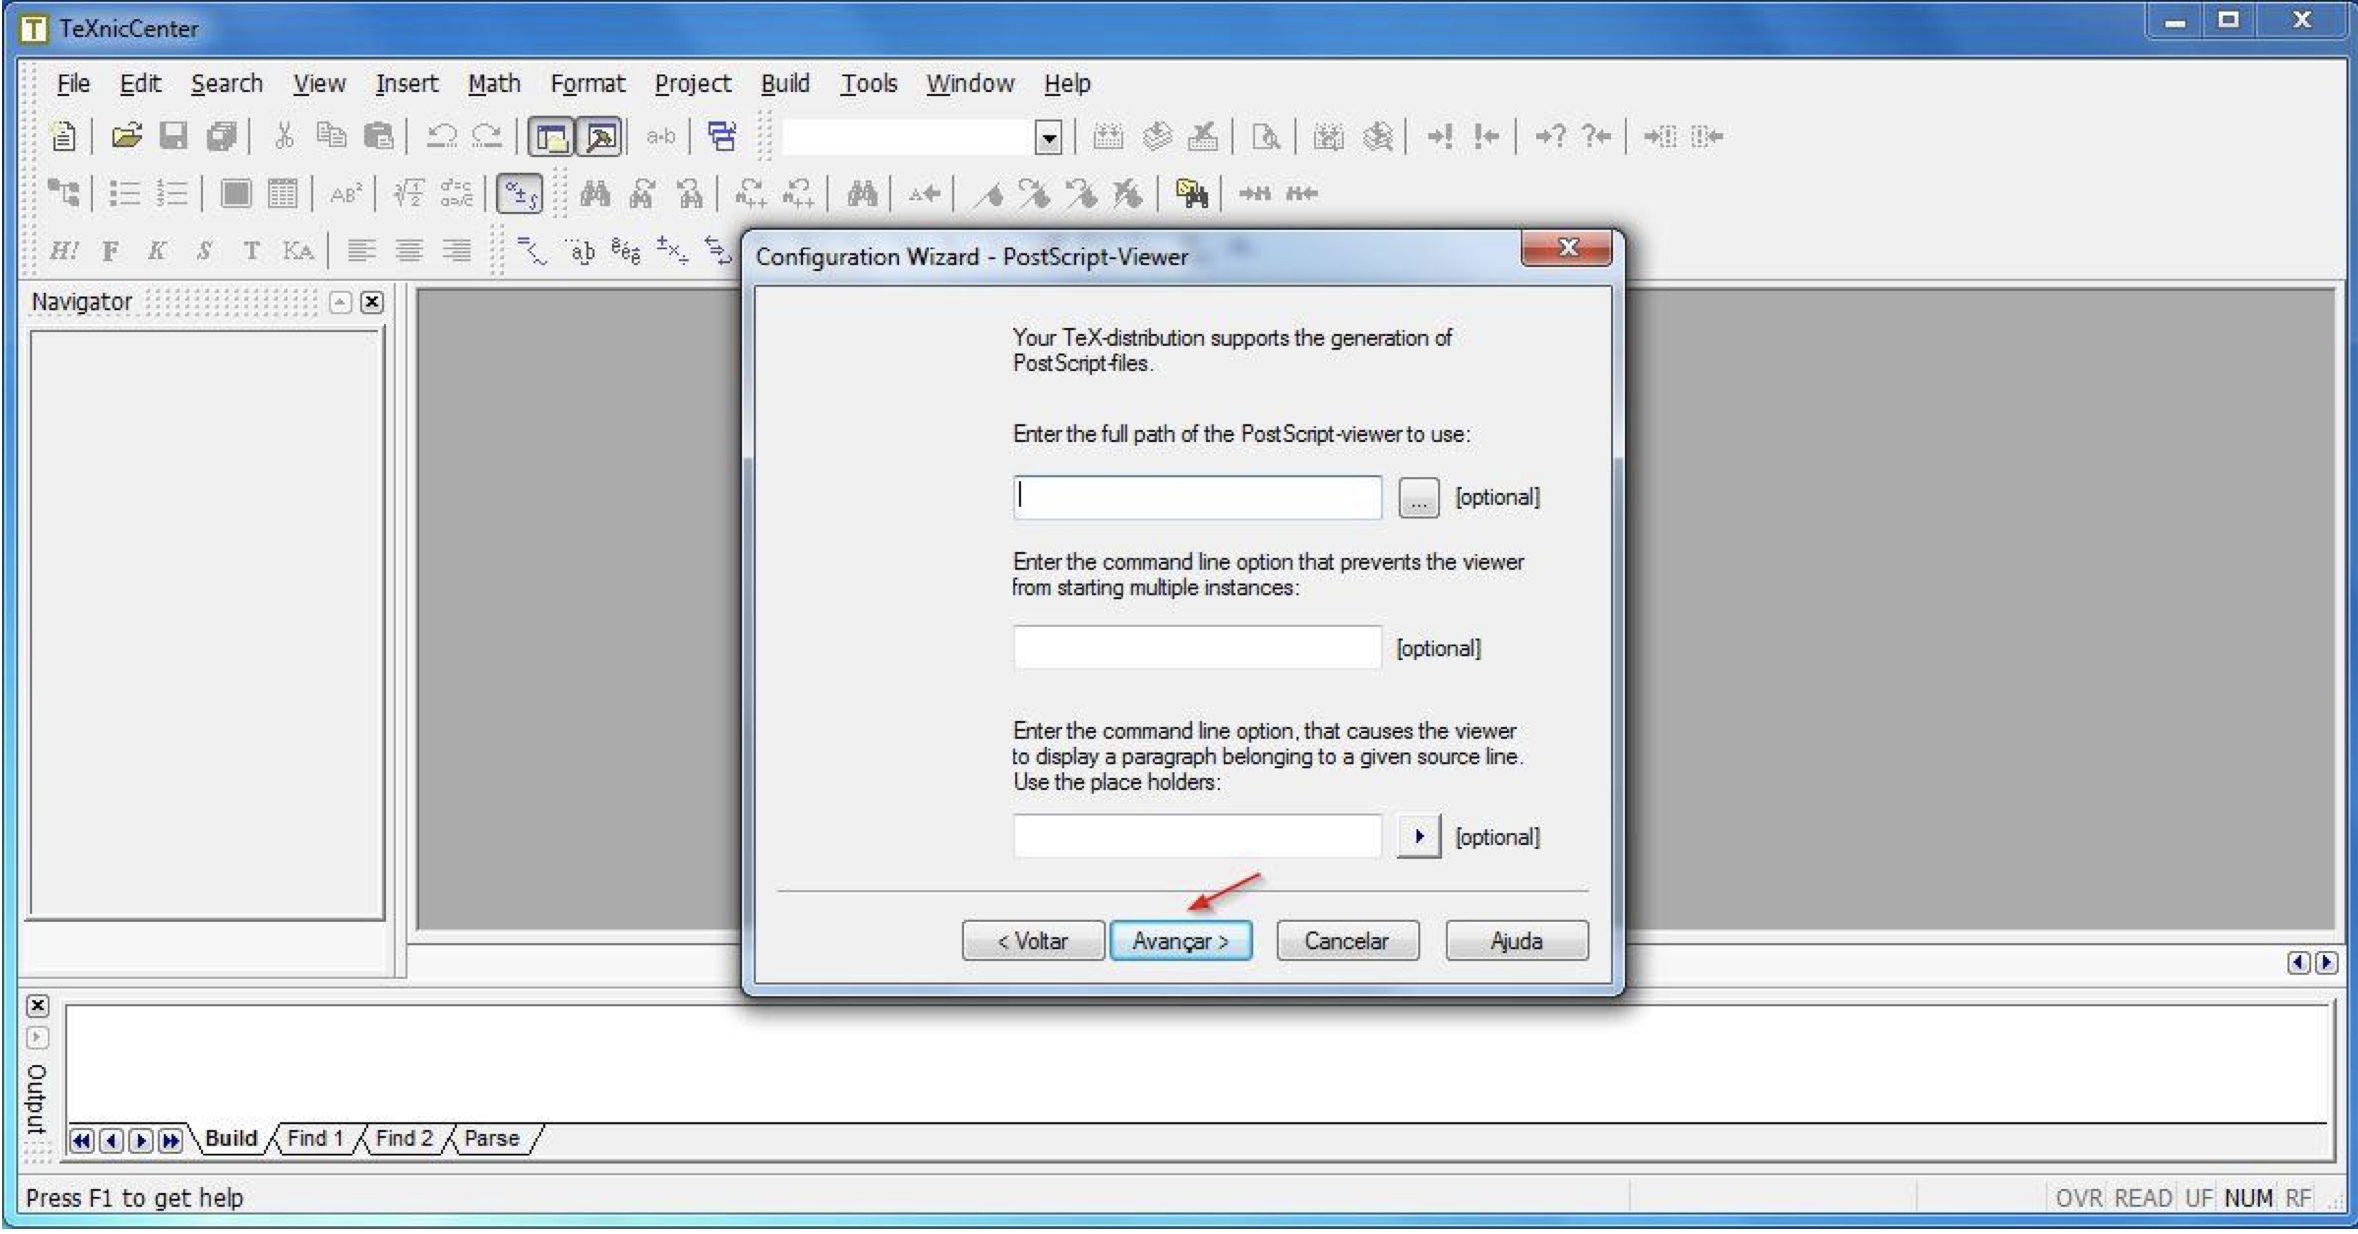 TeXnicCenter
File Edit Search View Insert Math Format Project Build Tools Window Help
Navigator
Configuration Wizard - PostScript-Viewer
Your TeX-distribution supports the generation of
PostScript-files.
Enter the full path of the PostScript-viewer to use:
... [optional]
Enter the command line option that prevents the viewer
from starting multiple instances:
[optional]
Enter the command line option, that causes the viewer
to display a paragraph belonging to a given source line.
Use the place holders:
[optional]
< Voltar Avançar > Cancelar Ajuda
Output
Build Find 1 Find 2 Parse
Press F1 to get help
OVR READ UF NUM RF